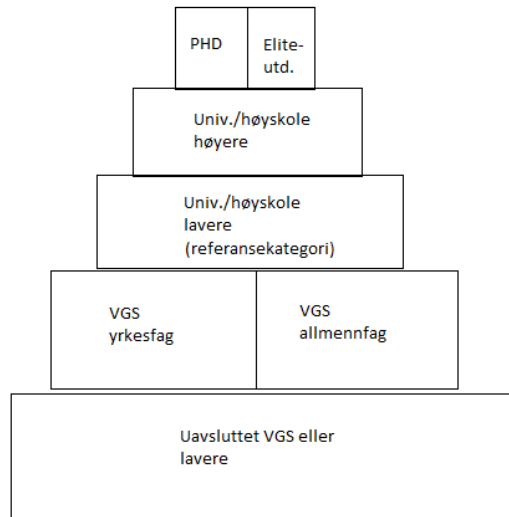 PHD
Elite-
utd.
Univ./høyskole
høyere
Univ./høyskole
lavere
(referansekategori)
VGS
yrkesfag
VGS
allmennfag
Uavsluttet VGS eller
lavere